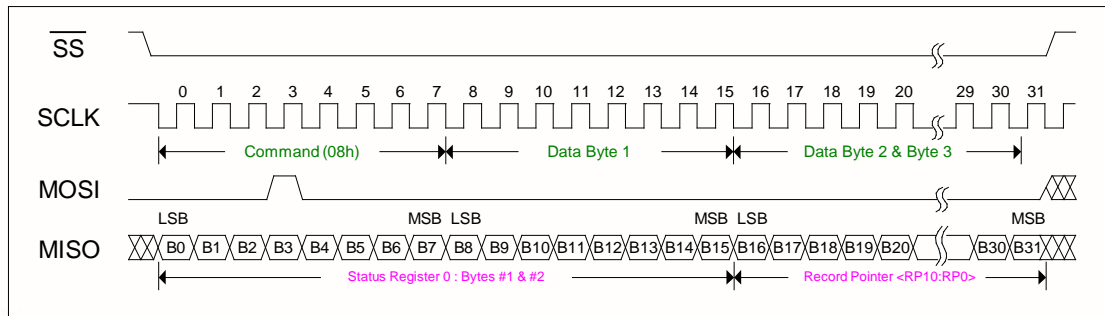 SS
0 1 2 3 4 5 6 7 8 9 10 11 12 13 14 15 16 17 18 19 20 29 30 31
SCLK
Command (08h) Data Byte 1 Data Byte 2 & Byte 3
MOSI
LSB MSB LSB MSB LSB MSB
MISO B0 B1 B2 B3 B4 B5 B6 B7 B8 B9 B10 B11 B12 B13 B14 B15 B16 B17 B18 B19 B20 B30 B31
Status Register 0 : Bytes #1 & #2 Record Pointer <RP10:RP0>